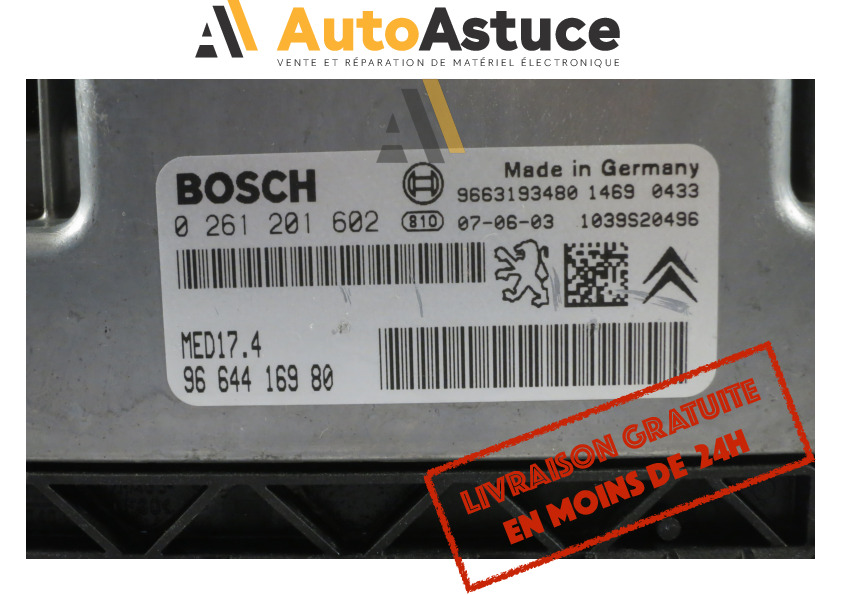 AutoAstuce
VENTE ET RÉPARATION DE MATÉRIEL ÉLECTRONIQUE
BOSCH
Made in Germany
9663193480 1469 0433
0 261 201 602
810
07-06-03 1039S20496
MED17.4
96 644 169 80
LIVRAISON GRATUITE
EN MOINS DE 24H